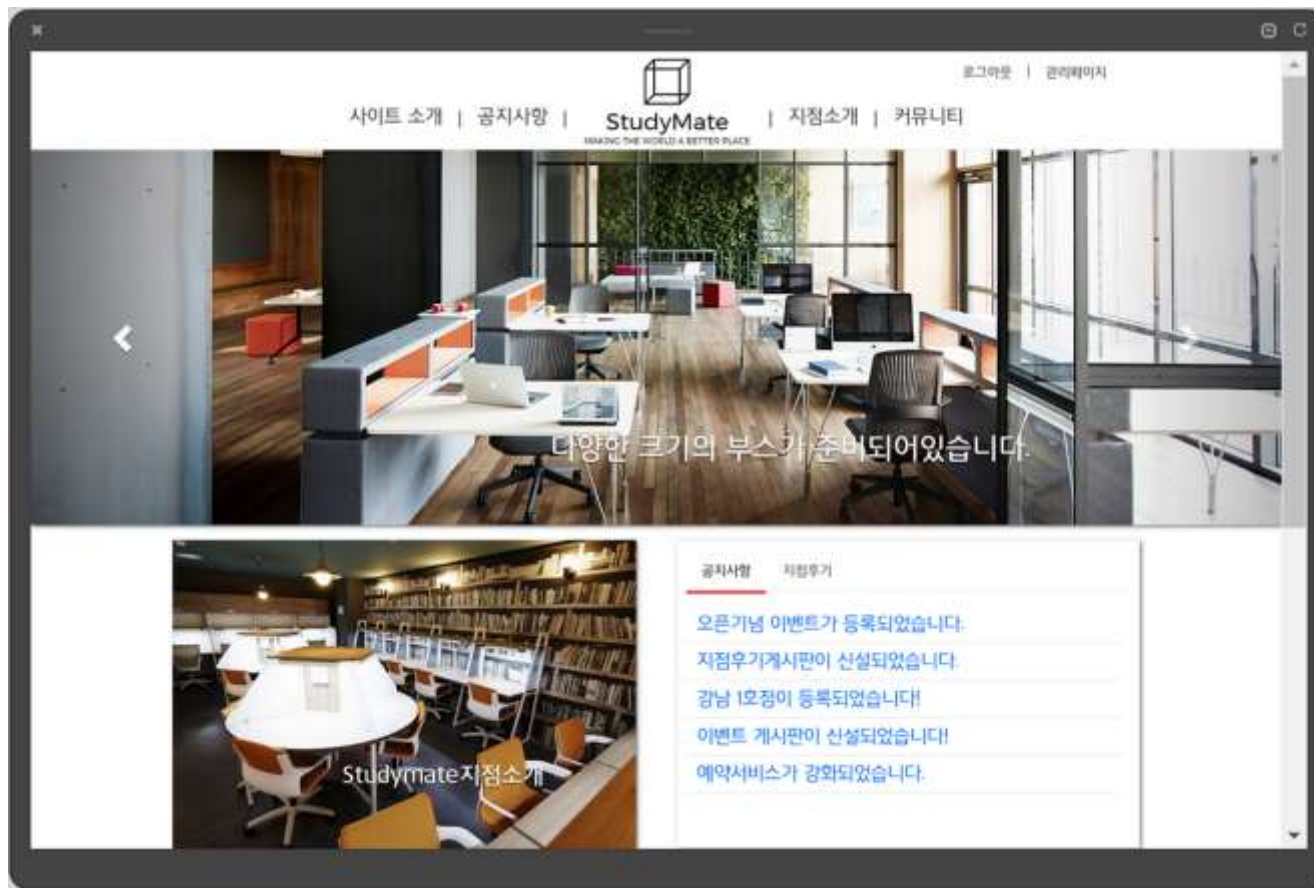 로그아웃 | 관리페이지
사이트 소개 | 공지사항 |
StudyMate
MAKING THE WORLD A BETTER PLACE
| 지점소개 | 커뮤니티
다양한 크기의 부스가 준비되어있습니다.
공지사항 지점후기
오픈기념 이벤트가 등록되었습니다.
지점후기게시판이 신설되었습니다.
강남 1호점이 등록되었습니다!
이벤트 게시판이 신설되었습니다!
예약서비스가 강화되었습니다.
Studymate지점소개